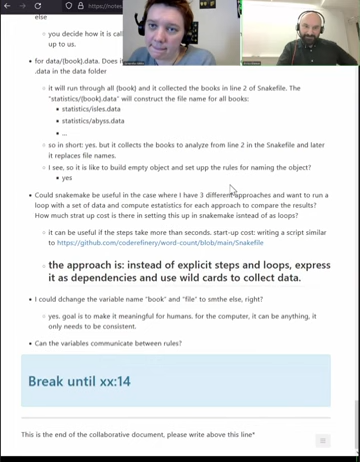 https://notes
else
you decide how it is cal
up to us.
for data/{book}.data. Does i
.data in the data folder
it will run through all {book} and it collected the books in line 2 of Snakefile. The
"statistics/{book}.data" will construct the file name for all books:
statistics/isles.data
statistics/abyss.data
...
so in short: yes. but it collects the books to analyze from line 2 in the Snakefile and later
it replaces file names.
I see, so it is like to build empty object and set upp the rules for naming the object?
yes
Could snakemake be useful in the case where I have 3 different approaches and want to run a
loop with a set of data and compute estatistics for each approach to compare the results?
How much strat up cost is there in setting this up in snakemake instead of as loops?
it can be useful if the steps take more than seconds. start-up cost: writing a script similar
to https://github.com/coderefinery/word-count/blob/main/Snakefile
the approach is: instead of explicit steps and loops, express
it as dependencies and use wild cards to collect data.
I could dchange the variable name "book" and "file" to smthe else, right?
yes. goal is to make it meaningful for humans. for the computer, it can be anything, it
only needs to be consistent.
Can the variables communicate between rules?
Break until xx:14
This is the end of the collaborative document, please write above this line*